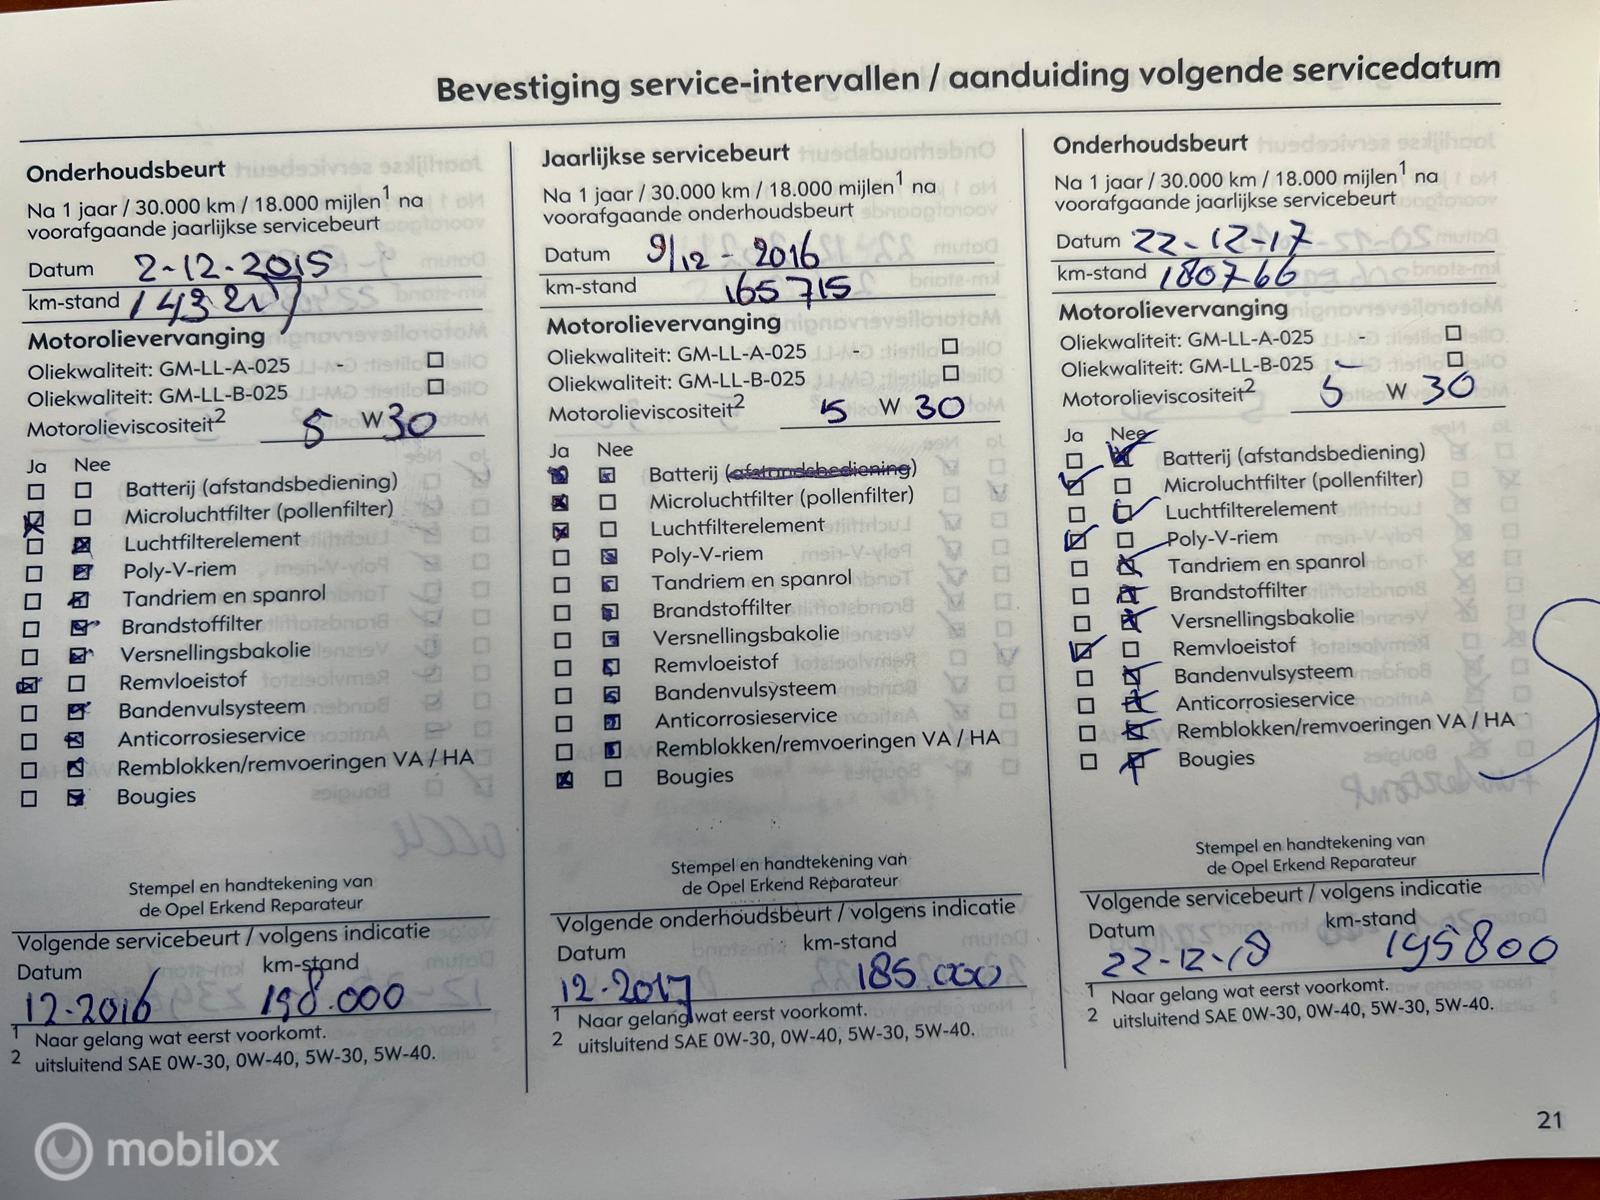 Bevestiging service-intervallen / aanduiding volgende servicedatum
Onderhoudsbeurt
Na 1 jaar / 30.000 km / 18.000 mijlen1 na
voorafgaande jaarlijkse servicebeurt
Datum 2-12-2015
km-stand
Motorolievervanging
Oliekwaliteit: GM-LL-A-025 - ☐
Oliekwaliteit: GM-LL-B-025 ☐
Motorolieviscositeit2 5 W 30
Ja Nee
Batterij (afstandsbediening)
Microluchtfilter (pollenfilter)
Luchtfilterelement
Poly-V-riem
Tandriem en spanrol
Brandstoffilter
Versnellingsbakolie
Remvloeistof
Bandenvulsysteem
Anticorrosieservice
Remblokken/remvoeringen VA / HA
Bougies
Stempel en handtekening van
de Opel Erkend Reparateur
Volgende servicebeurt / volgens indicatie
Datum km-stand
12-2016 198.000
1 Naar gelang wat eerst voorkomt.
2 uitsluitend SAE 0W-30, 0W-40, 5W-30, 5W-40.
Jaarlijkse servicebeurt
Na 1 jaar / 30.000 km / 18.000 mijlen1 na
voorafgaande onderhoudsbeurt
Datum 9/12 - 2016
km-stand 165715
Motorolievervanging
Oliekwaliteit: GM-LL-A-025 - ☐
Oliekwaliteit: GM-LL-B-025 ☐
Motorolieviscositeit2 5 W 30
Ja Nee
Batterij (afstandsbediening)
Microluchtfilter (pollenfilter)
Luchtfilterelement
Poly-V-riem
Tandriem en spanrol
Brandstoffilter
Versnellingsbakolie
Remvloeistof
Bandenvulsysteem
Anticorrosieservice
Remblokken/remvoeringen VA / HA
Bougies
Stempel en handtekening van
de Opel Erkend Reparateur
Volgende onderhoudsbeurt / volgens indicatie
Datum km-stand
12-2017 185.000
1 Naar gelang wat eerst voorkomt.
2 uitsluitend SAE 0W-30, 0W-40, 5W-30, 5W-40.
Onderhoudsbeurt
Na 1 jaar / 30.000 km / 18.000 mijlen1 na
voorafgaande jaarlijkse servicebeurt
Datum 22-12-17
km-stand 180766
Motorolievervanging
Oliekwaliteit: GM-LL-A-025 - ☐
Oliekwaliteit: GM-LL-B-025 ☐
Motorolieviscositeit2 5 W 30
Ja Nee
Batterij (afstandsbediening)
Microluchtfilter (pollenfilter)
Luchtfilterelement
Poly-V-riem
Tandriem en spanrol
Brandstoffilter
Versnellingsbakolie
Remvloeistof
Bandenvulsysteem
Anticorrosieservice
Remblokken/remvoeringen VA / HA
Bougies
Stempel en handtekening van
de Opel Erkend Reparateur
Volgende servicebeurt / volgens indicatie
Datum km-stand
22-12-18 195800
1 Naar gelang wat eerst voorkomt.
2 uitsluitend SAE 0W-30, 0W-40, 5W-30, 5W-40.
21
mobilox